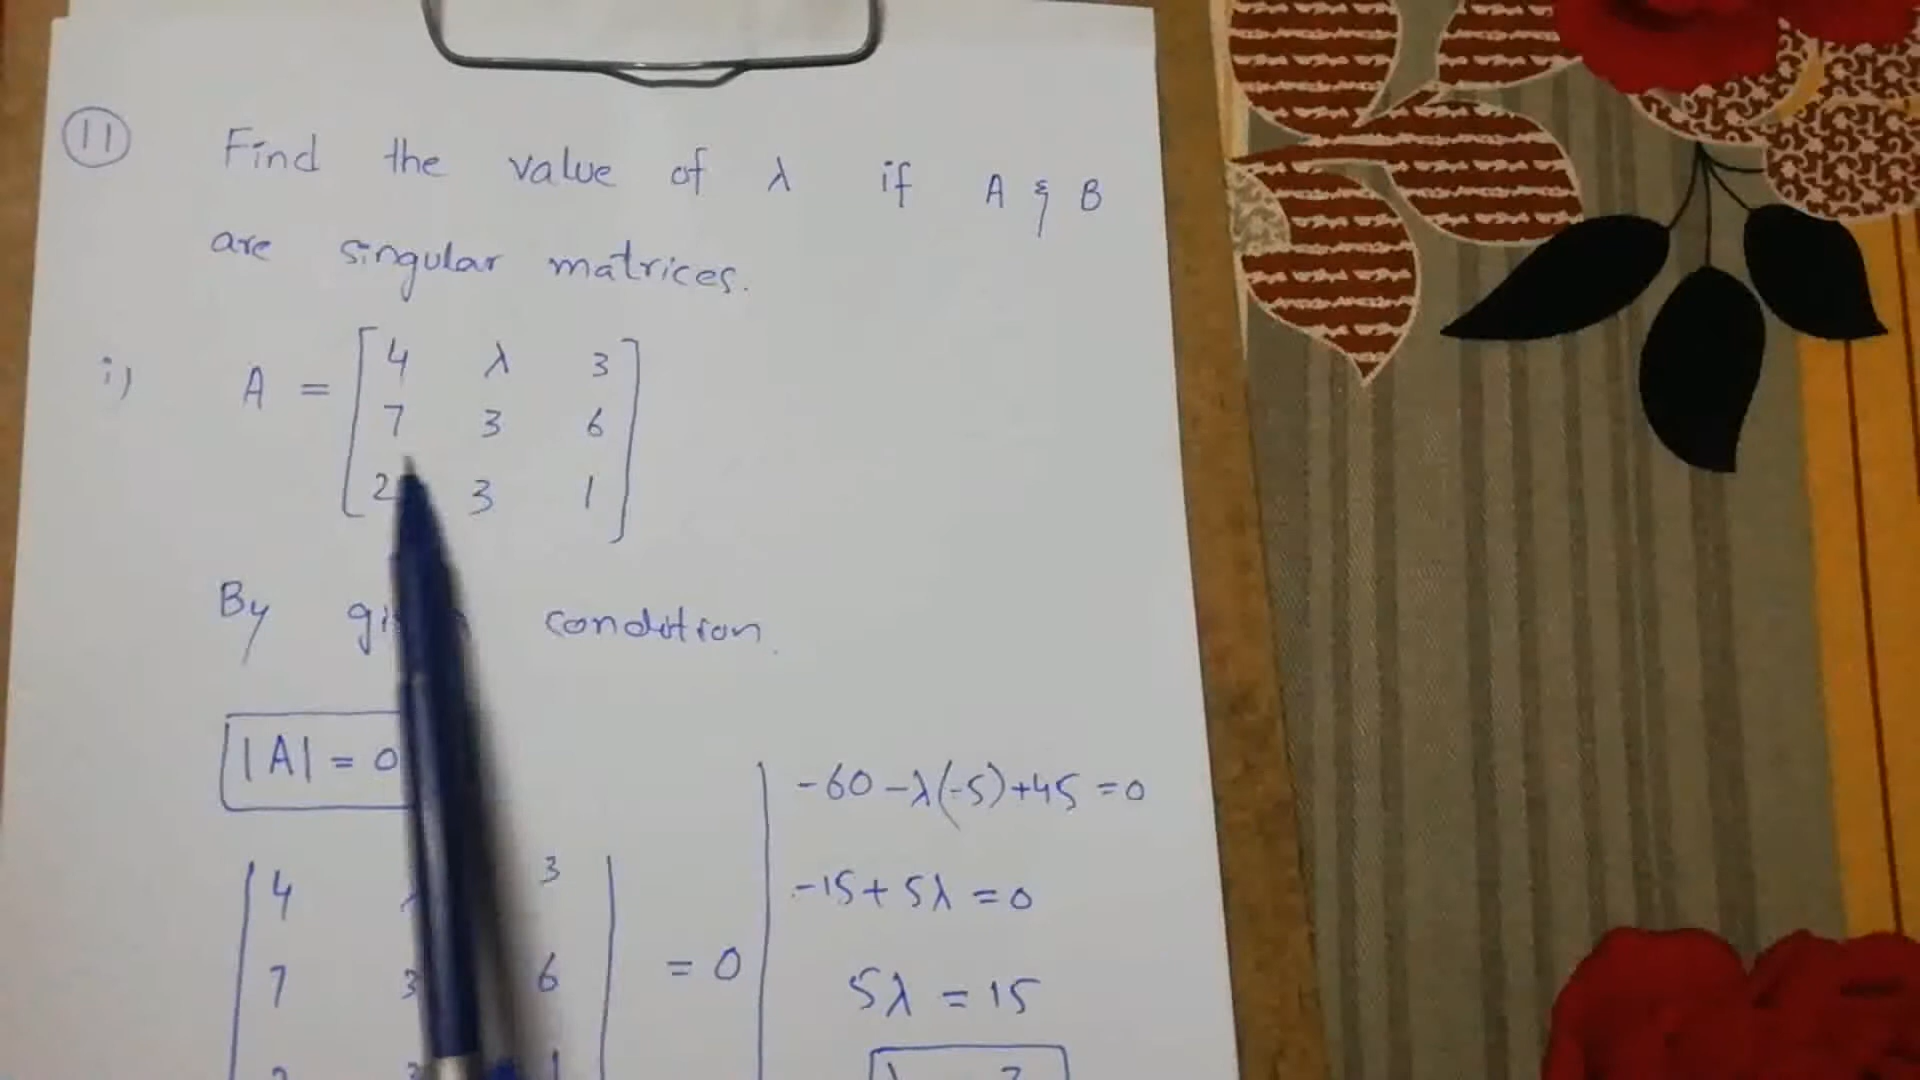 11 Find the value of λ if A & B
are singular matrices.
i) A = [4 λ 3
7 3 6
2 3 1]
By condition.
|A| = 0
|4 3|
7 3 6 = 0
-60 -λ(-5)+45 = 0
-15 + 5λ = 0
5λ = 15